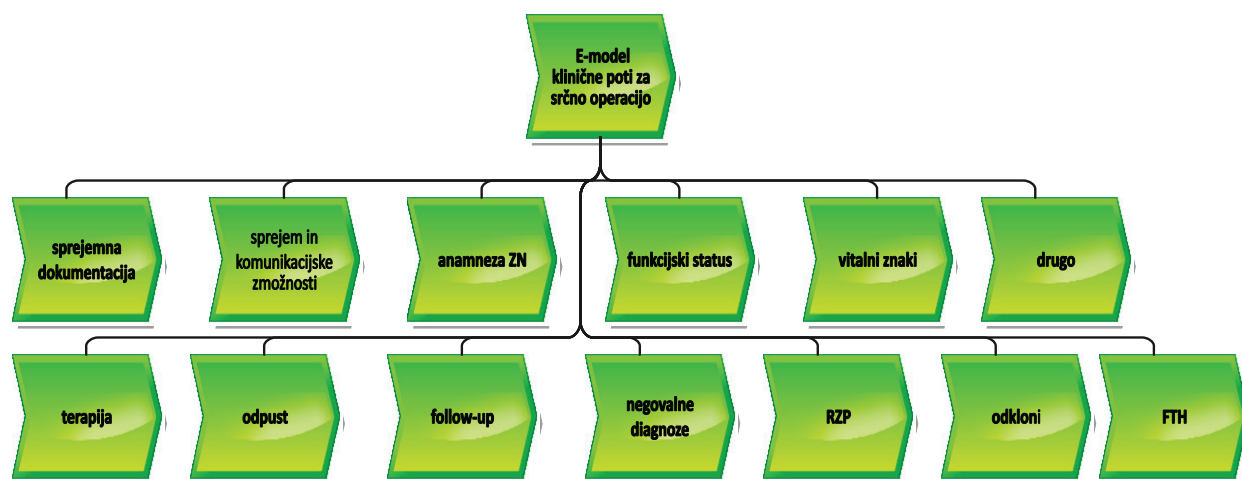 E-model
klinične poti za
srčno operacijo
sprejemna
dokumentacija
sprejem in
komunikacijske
zmožnosti
anamneza ZN
funkcijski status
vitalni znaki
drugo
terapija
odpust
follow-up
negovalne
diagnoze
RZP
odkloni
FTH